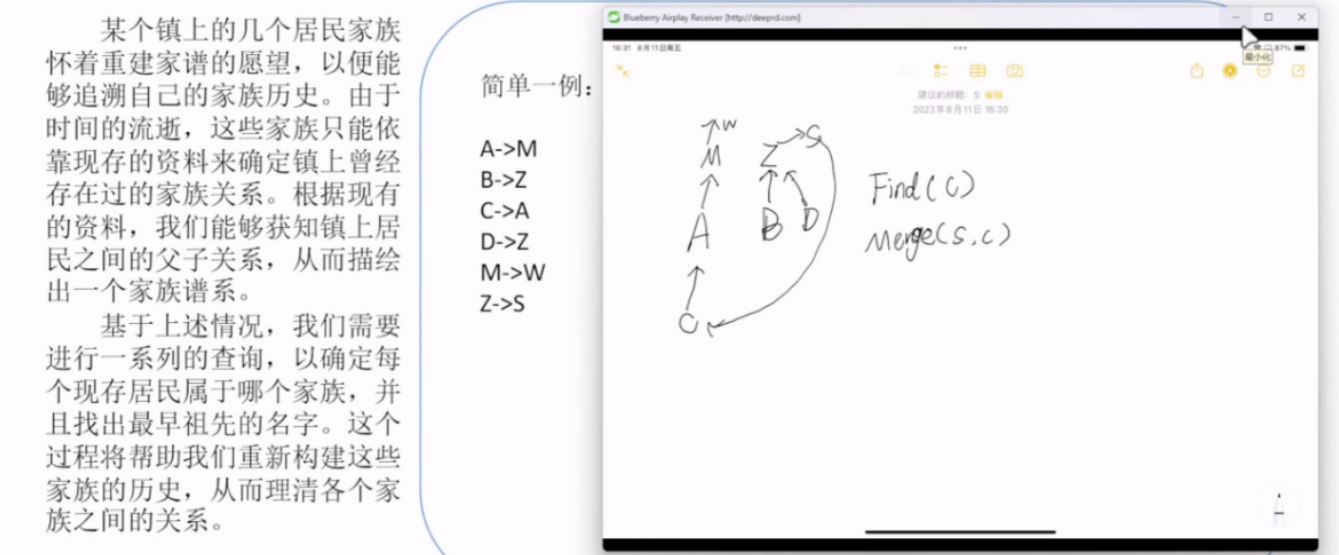 某个镇上的几个居民家族
怀着重建家谱的愿望，以便能
够追溯自己的家族历史。由于
时间的流逝，这些家族只能依
靠现存的资料来确定镇上曾经
存在过的家族关系。根据现有
的资料，我们能够获知镇上居
民之间的父子关系，从而描绘
出一个家族谱系。
基于上述情况，我们需要
进行一系列的查询，以确定每
个现存居民属于哪个家族，并
且找出最早祖先的名字。这个
过程将帮助我们重新构建这些
家族的历史，从而理清各个家
族之间的关系。
简单一例：
A->M
B->Z
C->A
D->Z
M->W
Z->S
Blueberry Airplay Receiver [http://deeprd.com]
16:31 8月11日周五
87%
最小化
建议的标题：S 编辑
2023年8月11日 16:30
W
M Z S
A B D
C
Find(C)
Merge(S,C)